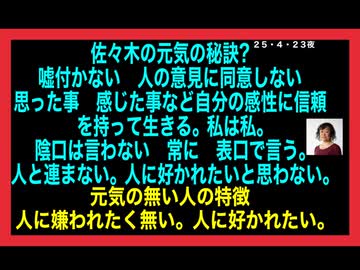 25・4・23夜
佐々木の元気の秘訣?
嘘付かない　人の意見に同意しない
思った事　感じた事など自分の感性に信頼
を持って生きる。私は私。
陰口は言わない　常に　表口で言う。
人と連まない。人に好かれたいと思わない。
元気の無い人の特徴
人に嫌われたく無い。人に好かれたい。